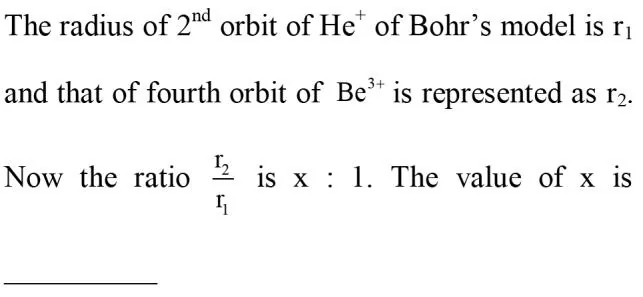 The radius of 2ⁿᵈ orbit of He⁺ of Bohr's model is r₁
and that of fourth orbit of Be³⁺ is represented as r₂.
Now the ratio r₂/r₁ is x : 1. The value of x is
__________